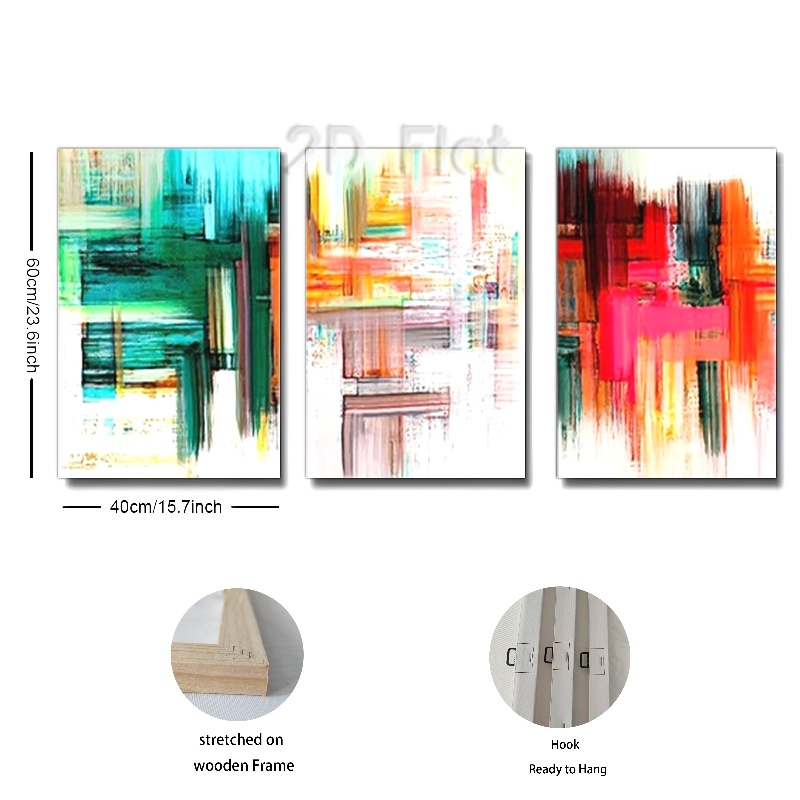 2D Flat
60cm/23.6inch
40cm/15.7inch
stretched on
wooden Frame
Hook
Ready to Hang